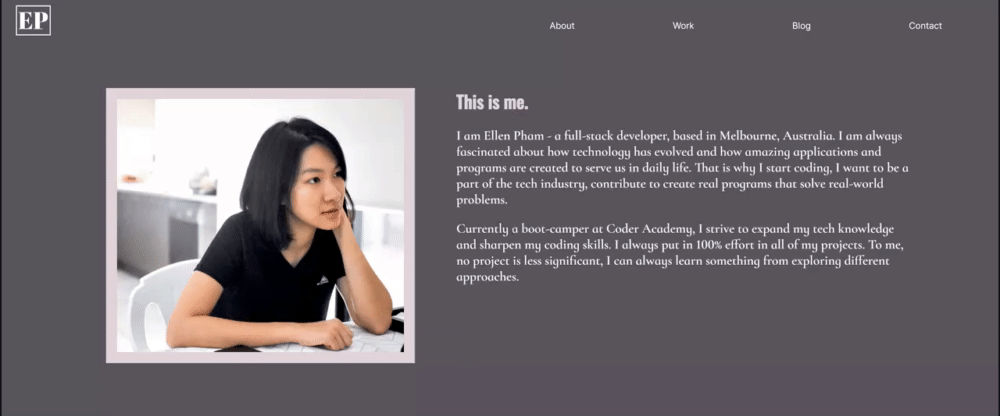 EP
About
Work
Blog
Contact
This is me.
I am Ellen Pham - a full-stack developer, based in Melbourne, Australia. I am always
fascinated about how technology has evolved and how amazing applications and
programs are created to serve us in daily life. That is why I start coding, I want to be a
part of the tech industry, contribute to create real programs that solve real-world
problems.
Currently a boot-camper at Coder Academy, I strive to expand my tech knowledge
and sharpen my coding skills. I always put in 100% effort in all of my projects. To me,
no project is less significant, I can always learn something from exploring different
approaches.